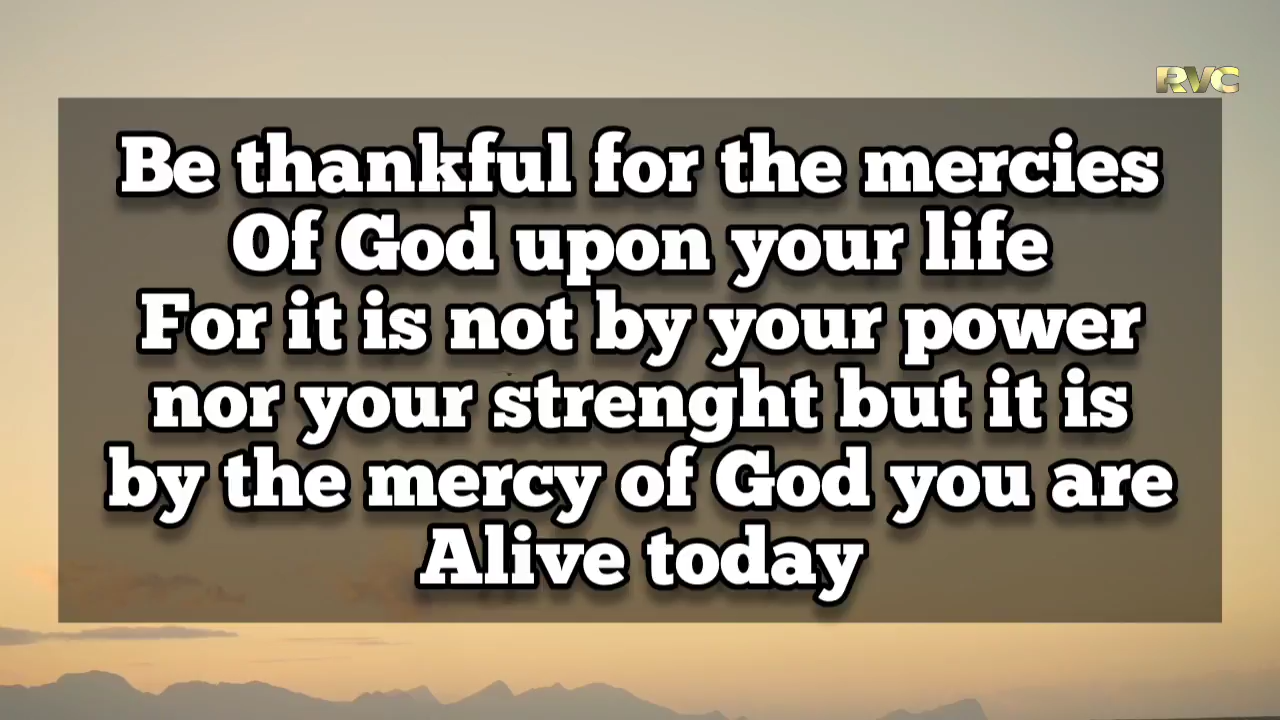 RVC
Be thankful for the mercies
Of God upon your life
For it is not by your power
nor your strenght but it is
by the mercy of God you are
Alive today